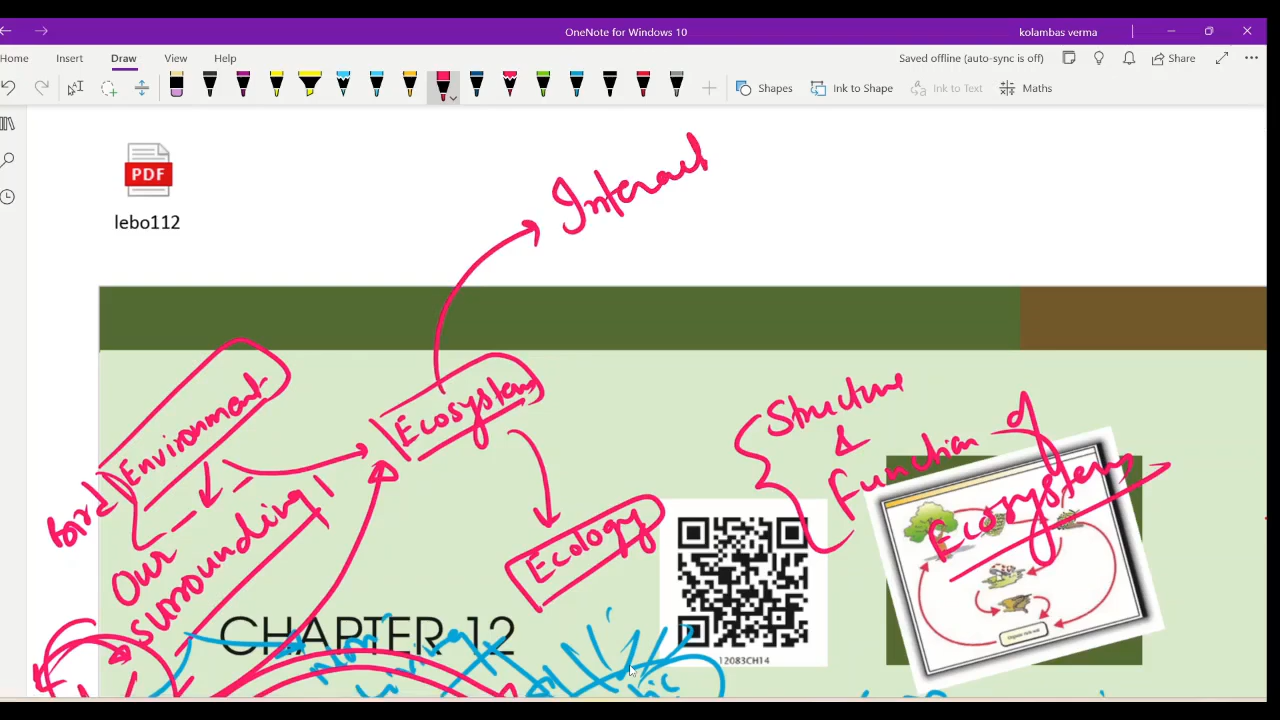 OneNote for Windows 10
kolambas verma
Home Insert Draw View Help
Saved offline (auto-sync is off)
Share
Shapes
Ink to Shape
Ink to Text
Maths
PDF
lebo112
Interact
Environment
Our
surrounding
Ecosystem
Ecology
Structure
&
Function of
Ecosystem
CHAPTER 12
12083CH14